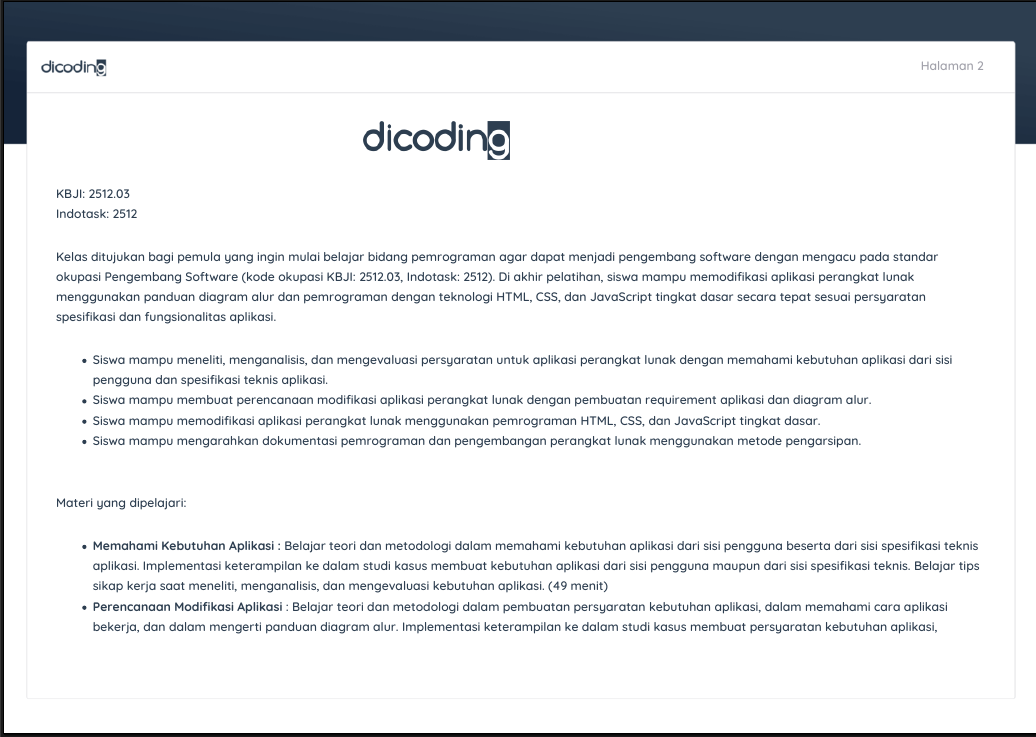 dicoding
Halaman 2
dicoding
KBJI: 2512.03
Indotask: 2512
Kelas ditujukan bagi pemula yang ingin mulai belajar bidang pemrograman agar dapat menjadi pengembang software dengan mengacu pada standar
okupasi Pengembang Software (kode okupasi KBJI: 2512.03, Indotask: 2512). Di akhir pelatihan, siswa mampu memodifikasi aplikasi perangkat lunak
menggunakan panduan diagram alur dan pemrograman dengan teknologi HTML, CSS, dan JavaScript tingkat dasar secara tepat sesuai persyaratan
spesifikasi dan fungsionalitas aplikasi.
• Siswa mampu meneliti, menganalisis, dan mengevaluasi persyaratan untuk aplikasi perangkat lunak dengan memahami kebutuhan aplikasi dari sisi
pengguna dan spesifikasi teknis aplikasi.
• Siswa mampu membuat perencanaan modifikasi aplikasi perangkat lunak dengan pembuatan requirement aplikasi dan diagram alur.
• Siswa mampu memodifikasi aplikasi perangkat lunak menggunakan pemrograman HTML, CSS, dan JavaScript tingkat dasar.
• Siswa mampu mengarahkan dokumentasi pemrograman dan pengembangan perangkat lunak menggunakan metode pengarsipan.
Materi yang dipelajari:
• Memahami Kebutuhan Aplikasi : Belajar teori dan metodologi dalam memahami kebutuhan aplikasi dari sisi pengguna beserta dari sisi spesifikasi teknis
aplikasi. Implementasi keterampilan ke dalam studi kasus membuat kebutuhan aplikasi dari sisi pengguna maupun dari sisi spesifikasi teknis. Belajar tips
sikap kerja saat meneliti, menganalisis, dan mengevaluasi kebutuhan aplikasi. (49 menit)
• Perencanaan Modifikasi Aplikasi : Belajar teori dan metodologi dalam pembuatan persyaratan kebutuhan aplikasi, dalam memahami cara aplikasi
bekerja, dan dalam mengerti panduan diagram alur. Implementasi keterampilan ke dalam studi kasus membuat persyaratan kebutuhan aplikasi,